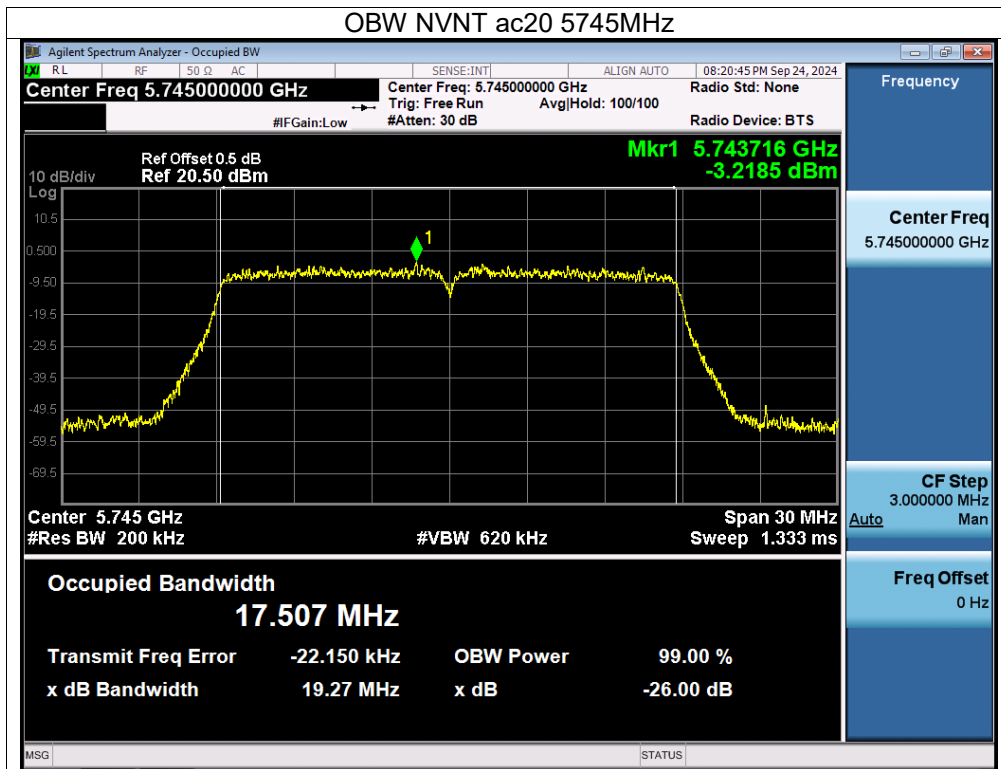 OBW NVNT ac20 5745MHz
Agilent Spectrum Analyzer - Occupied BW
LXI RL RF 50 Ω AC SENSE:INT ALIGN AUTO 08:20:45 PM Sep 24, 2024
Center Freq 5.745000000 GHz
Center Freq: 5.745000000 GHz
Radio Std: None
Trig: Free Run Avg|Hold: 100/100
#IFGain:Low
#Atten: 30 dB
Radio Device: BTS
Frequency
Mkr1 5.743716 GHz
-3.2185 dBm
Ref Offset 0.5 dB
10 dB/div Ref 20.50 dBm
Log
10.5
0.500
-9.50
-19.5
-29.5
-39.5
-49.5
-59.5
-69.5
1
Center 5.745 GHz
Span 30 MHz
#Res BW 200 kHz
#VBW 620 kHz
Sweep 1.333 ms
Center Freq
5.745000000 GHz
CF Step
3.000000 MHz
Auto Man
Freq Offset
0 Hz
Occupied Bandwidth
17.507 MHz
Transmit Freq Error -22.150 kHz OBW Power 99.00 %
x dB Bandwidth 19.27 MHz x dB -26.00 dB
MSG
STATUS